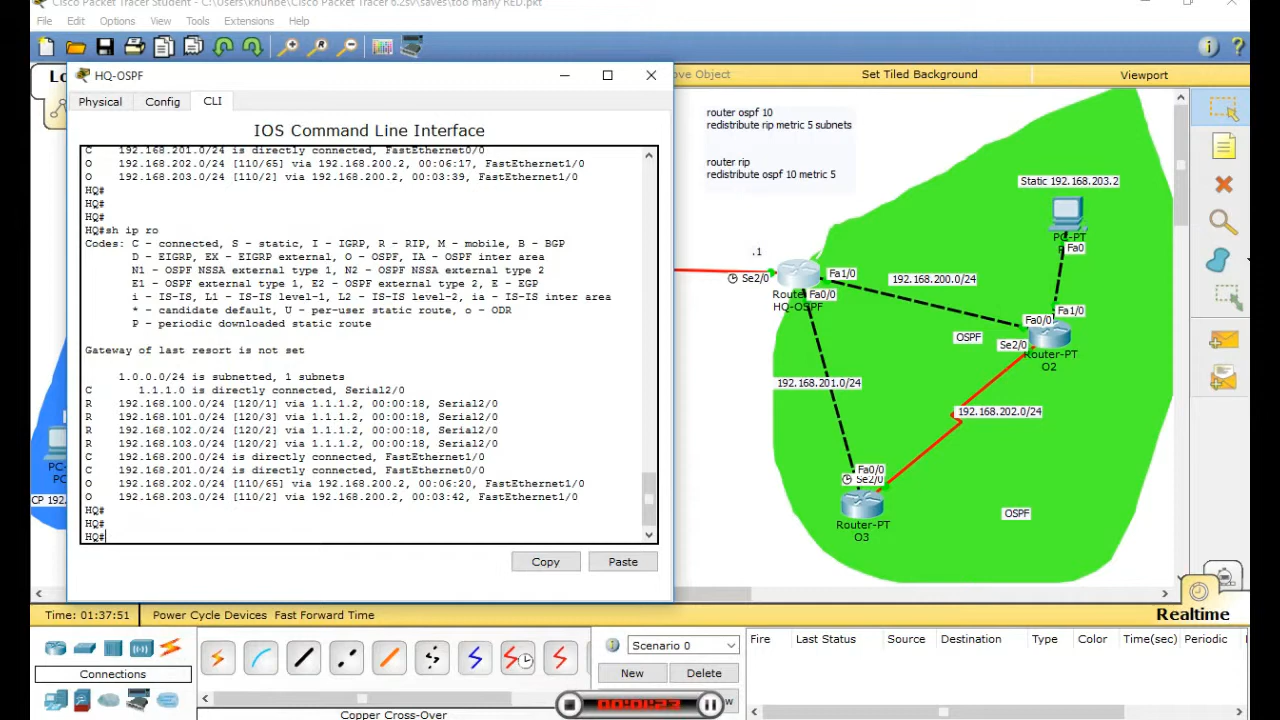 Cisco Packet Tracer Student - C:\Users\khunbe\Cisco Packet Tracer 6.2sv\saves\too many RED.pkt
File Edit Options View Tools Extensions Help
Move Object
Set Tiled Background
Viewport
HQ-OSPF
Physical
Config
CLI
IOS Command Line Interface
C 192.168.201.0/24 is directly connected, FastEthernet0/0
O 192.168.202.0/24 [110/65] via 192.168.200.2, 00:06:17, FastEthernet1/0
O 192.168.203.0/24 [110/2] via 192.168.200.2, 00:03:39, FastEthernet1/0
HQ#
HQ#
HQ#
HQ#sh ip ro
Codes: C - connected, S - static, I - IGRP, R - RIP, M - mobile, B - BGP
D - EIGRP, EX - EIGRP external, O - OSPF, IA - OSPF inter area
N1 - OSPF NSSA external type 1, N2 - OSPF NSSA external type 2
E1 - OSPF external type 1, E2 - OSPF external type 2, E - EGP
i - IS-IS, L1 - IS-IS level-1, L2 - IS-IS level-2, ia - IS-IS inter area
* - candidate default, U - per-user static route, o - ODR
P - periodic downloaded static route
Gateway of last resort is not set
1.0.0.0/24 is subnetted, 1 subnets
C 1.1.1.0 is directly connected, Serial2/0
R 192.168.100.0/24 [120/1] via 1.1.1.2, 00:00:18, Serial2/0
R 192.168.101.0/24 [120/3] via 1.1.1.2, 00:00:18, Serial2/0
R 192.168.102.0/24 [120/2] via 1.1.1.2, 00:00:18, Serial2/0
R 192.168.103.0/24 [120/2] via 1.1.1.2, 00:00:18, Serial2/0
C 192.168.200.0/24 is directly connected, FastEthernet1/0
C 192.168.201.0/24 is directly connected, FastEthernet0/0
O 192.168.202.0/24 [110/65] via 192.168.200.2, 00:06:20, FastEthernet1/0
O 192.168.203.0/24 [110/2] via 192.168.200.2, 00:03:42, FastEthernet1/0
HQ#
HQ#
HQ#
Copy
Paste
router ospf 10
redistribute rip metric 5 subnets
router rip
redistribute ospf 10 metric 5
Static 192.168.203.2
PC-PT
Fa0
.1
Se2/0
Fa1/0
Fa0/0
HQ-OSPF
192.168.200.0/24
Fa1/0
Fa0/0
Se2/0
Router-PT
O2
OSPF
192.168.201.0/24
192.168.202.0/24
Fa0/0
Se2/0
Router-PT
O3
OSPF
PC-
PC
CP 192.
Time: 01:37:51
Power Cycle Devices Fast Forward Time
Realtime
Connections
Copper Cross-Over
Scenario 0
New
Delete
Fire Last Status Source Destination Type Color Time(sec) Periodic